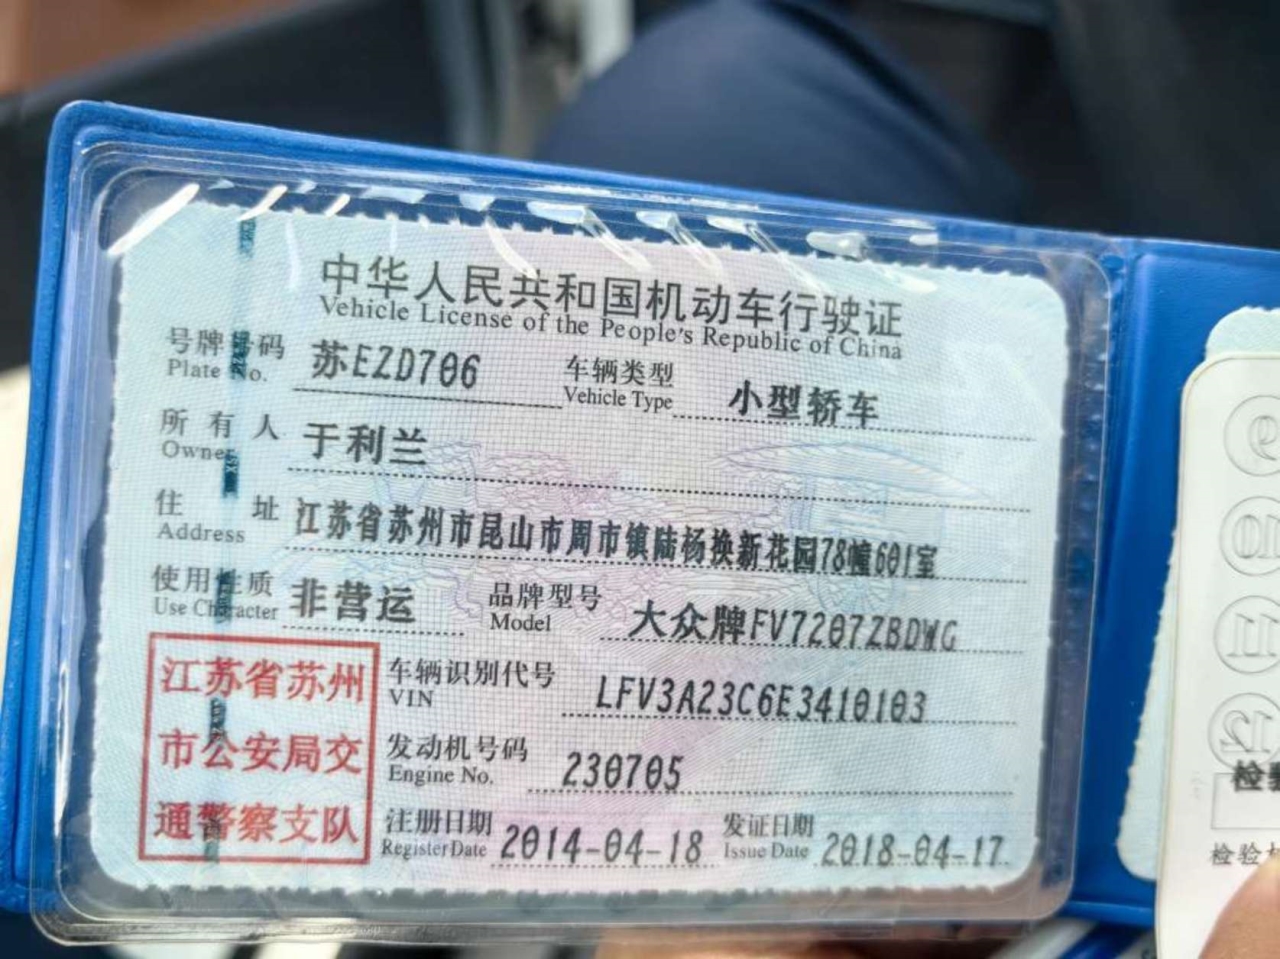 中华人民共和国机动车行驶证
Vehicle License of the People's Republic of China
号牌号码 苏EZD706 车辆类型 小型轿车
Plate No. Vehicle Type
所有人 于利兰
Owner
住址 江苏省苏州市昆山市周市镇陆杨换新花园78幢601室
Address
使用性质 非营运 品牌型号 大众牌FV7207ZBDWG
Use Character Model
江苏省苏州
市公安局交
通警察支队
车辆识别代号 LFV3A23C6E3410103
VIN
发动机号码 230705
Engine No.
注册日期 2014-04-18 发证日期 2018-04-17
Register Date Issue Date
9
10
11
12
检验
检验